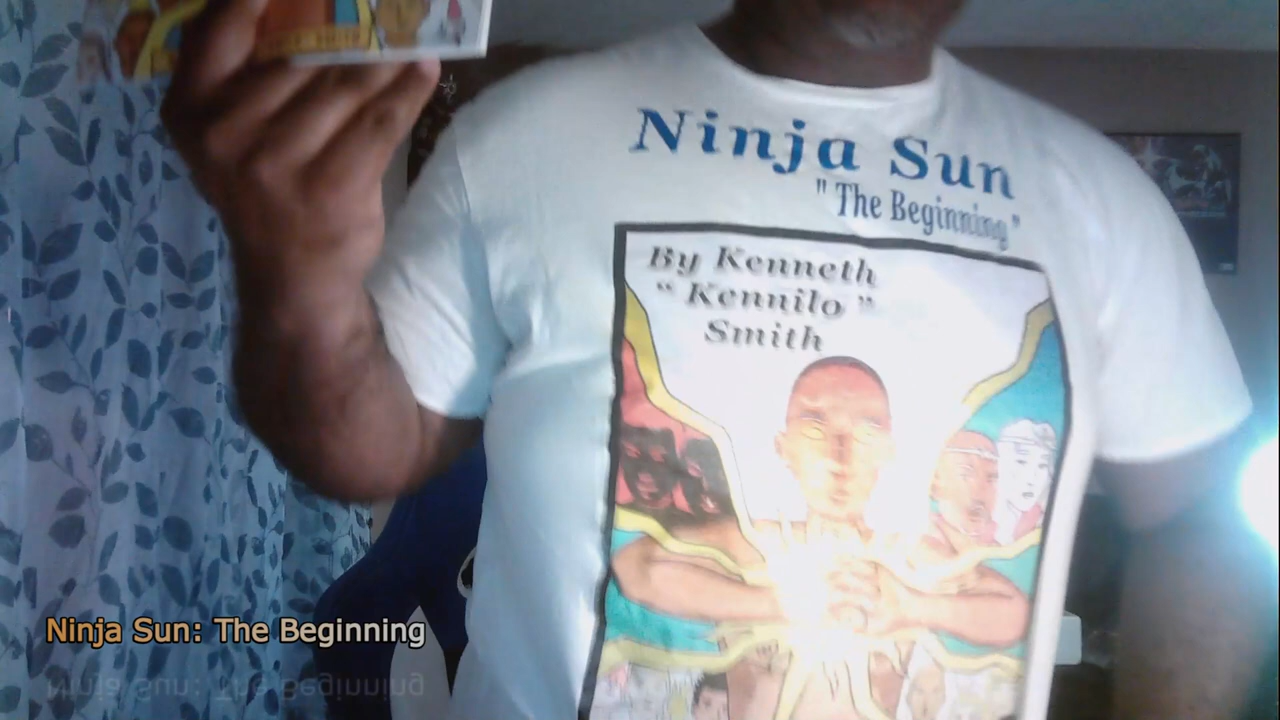 Ninja Sun
"The Beginning"
By Kenneth
"Kennilo"
Smith
Ninja Sun: The Beginning